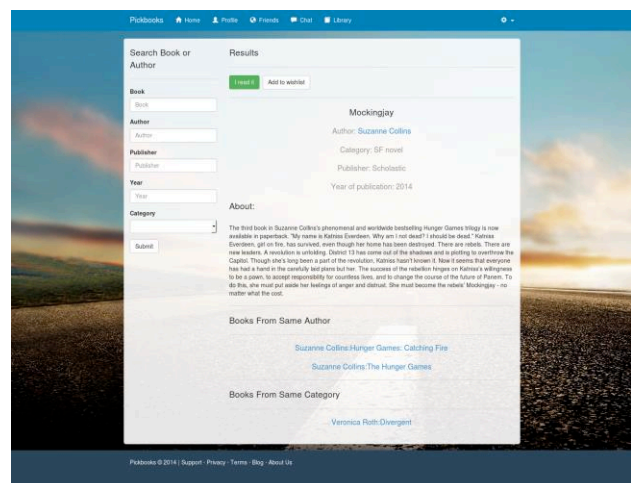 Pickbooks Home Profile Friends Chat Library
Search Book or
Author
Book
Book
Author
Author
Publisher
Publisher
Year
Year
Category
Submit
Results
I read it Add to wishlist
Mockingjay
Author: Suzanne Collins
Category: SF novel
Publisher: Scholastic
Year of publication: 2014
About:
The third book in Suzanne Collins's phenomenal and worldwide bestselling Hunger Games trilogy is now
available in paperback. "My name is Katniss Everdeen. Why am I not dead? I should be dead." Katniss
Everdeen, girl on fire, has survived, even though her home has been destroyed. There are rebels. There are
new leaders. A revolution is unfolding. District 13 has come out of the shadows and is plotting to overthrow the
Capitol. Though she's long been a part of the revolution, Katniss hasn't known it. Now it seems that everyone
has had a hand in the carefully laid plans but her. The success of the rebellion hinges on Katniss's willingness
to be a pawn, to accept responsibility for countless lives, and to change the course of the future of Panem. To
do this, she must put aside her feelings of anger and distrust. She must become the rebels' Mockingjay - no
matter what the cost.
Books From Same Author
Suzanne Collins:Hunger Games: Catching Fire
Suzanne Collins:The Hunger Games
Books From Same Category
Veronica Roth:Divergent
Pickbooks © 2014 | Support - Privacy - Terms - Blog - About Us